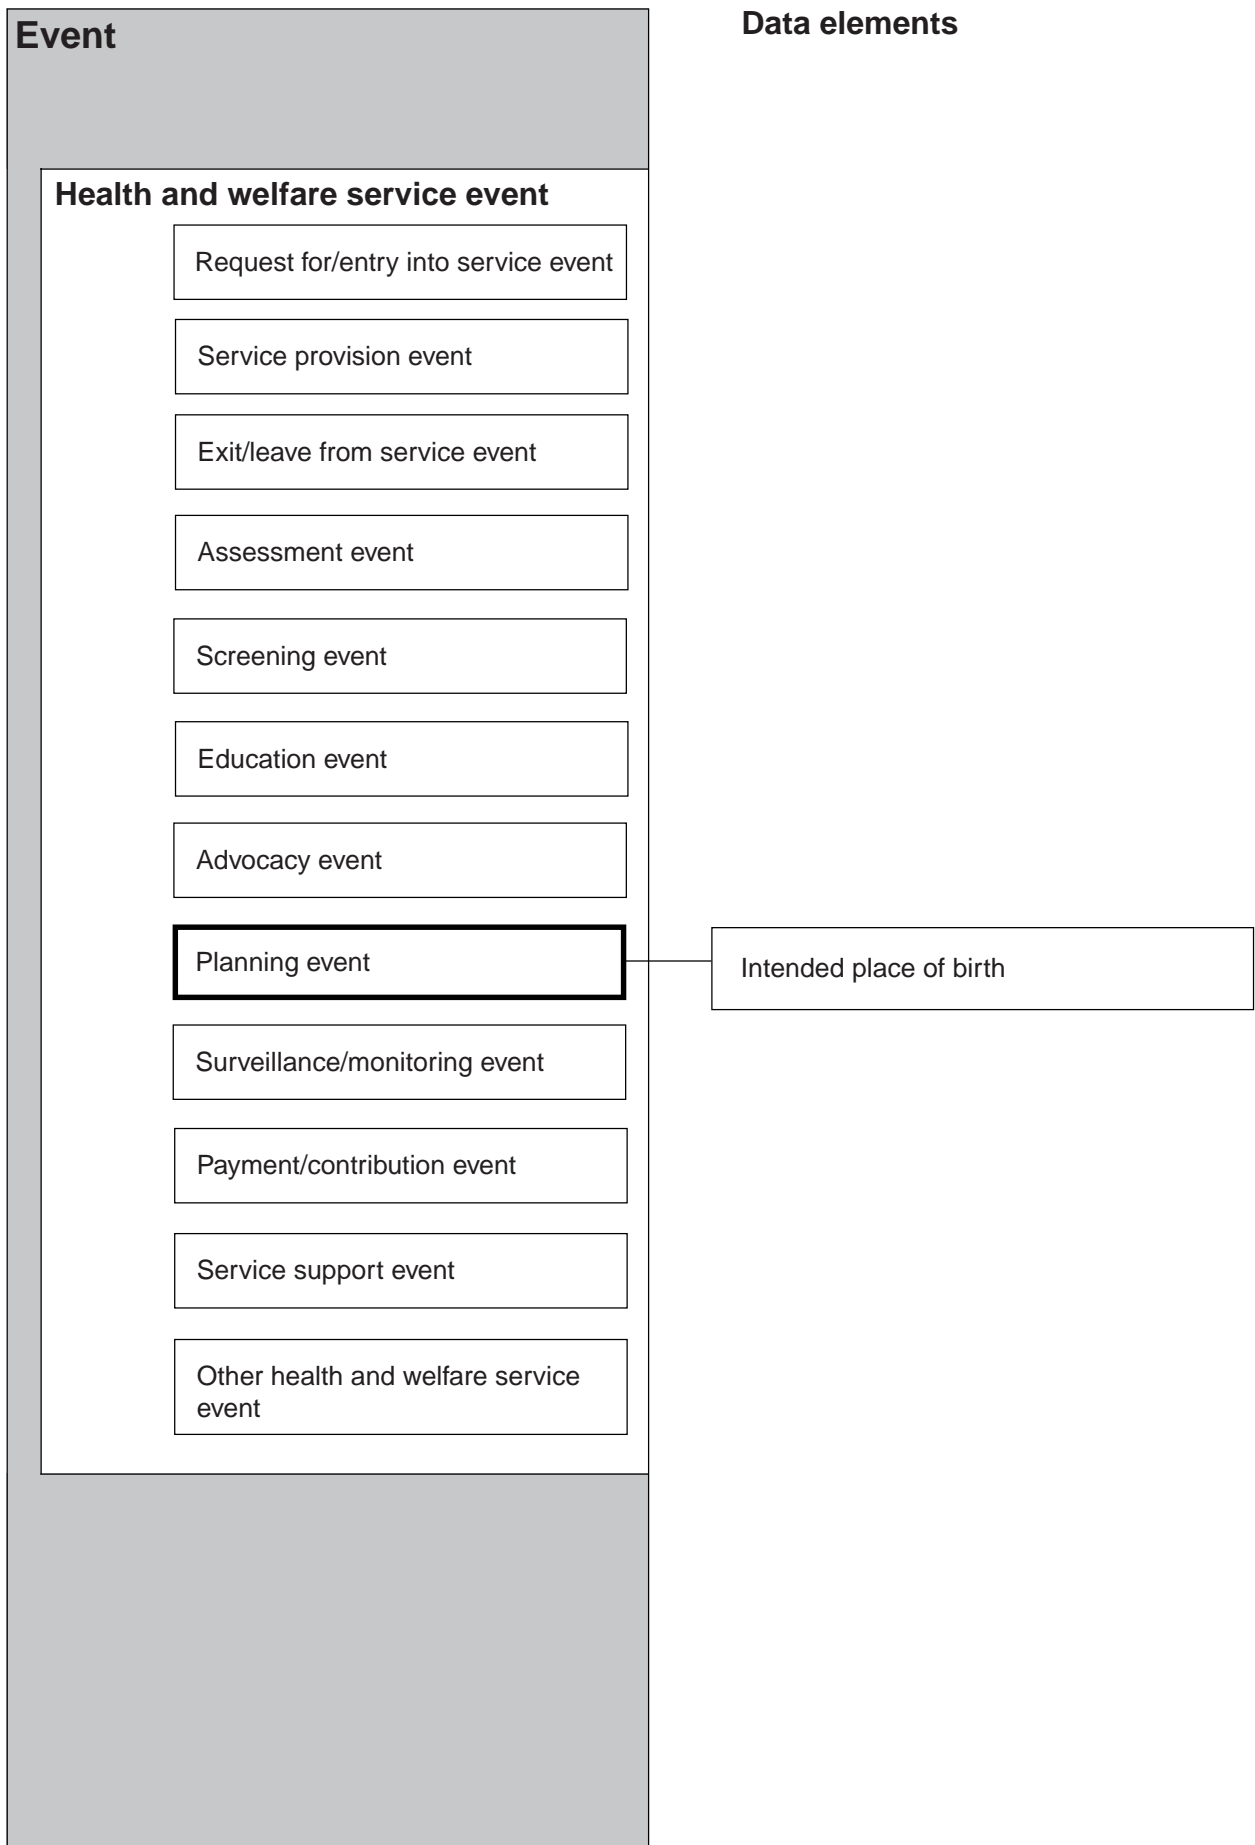 Event
Data elements
Health and welfare service event
Request for/entry into service event
Service provision event
Exit/leave from service event
Assessment event
Screening event
Education event
Advocacy event
Planning event
Intended place of birth
Surveillance/monitoring event
Payment/contribution event
Service support event
Other health and welfare service
event